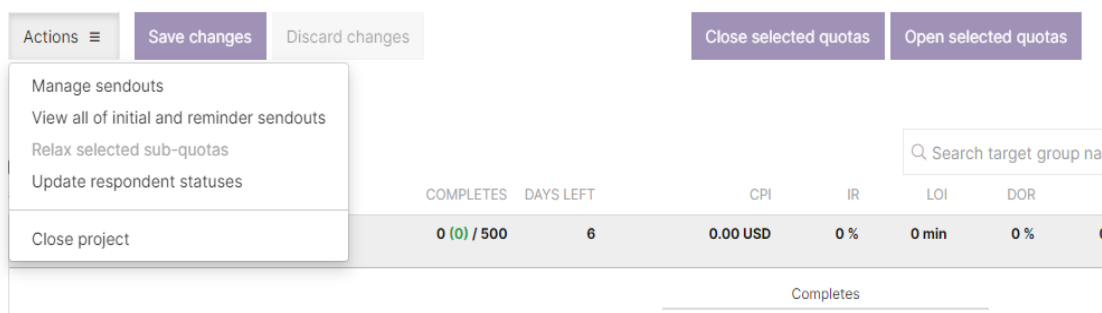 Actions ≡ Save changes Discard changes Close selected quotas Open selected quotas
Manage sendouts
View all of initial and reminder sendouts
Relax selected sub-quotas
Search target group na
Update respondent statuses
COMPLETES DAYS LEFT CPI IR LOI DOR
Close project
0 (0) / 500 6 0.00 USD 0 % 0 min 0 %
Completes